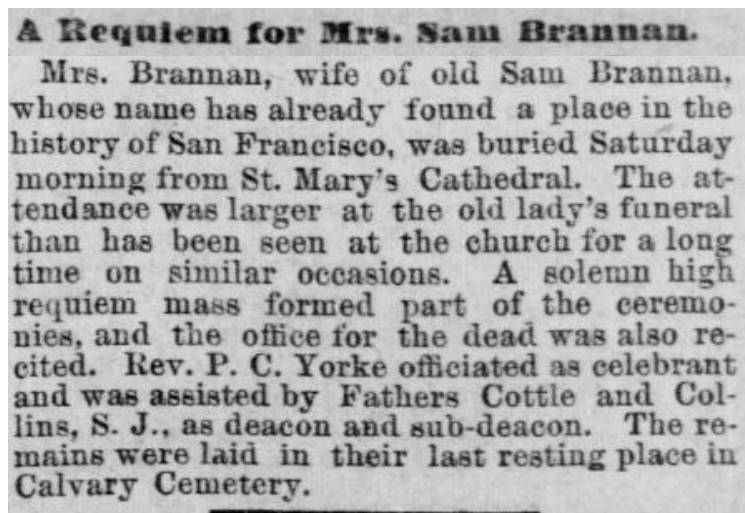 A Requiem for Mrs. Sam Brannan.
Mrs. Brannan, wife of old Sam Brannan,
whose name has already found a place in the
history of San Francisco, was buried Saturday
morning from St. Mary's Cathedral. The at-
tendance was larger at the old lady's funeral
than has been seen at the church for a long
time on similar occasions. A solemn high
requiem mass formed part of the ceremo-
nies, and the office for the dead was also re-
cited. Rev. P. C. Yorke officiated as celebrant
and was assisted by Fathers Cottle and Col-
lins, S. J., as deacon and sub-deacon. The re-
mains were laid in their last resting place in
Calvary Cemetery.